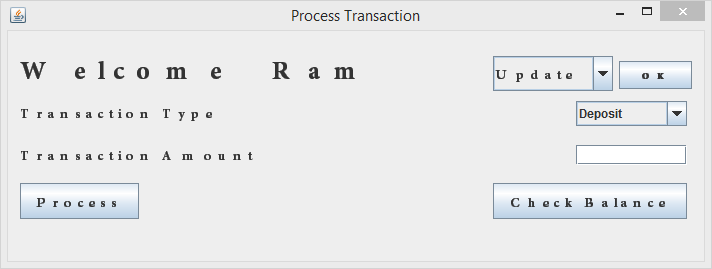 Process Transaction
Welcome Ram
Update
OK
Transaction Type
Deposit
Transaction Amount
Process
Check Balance